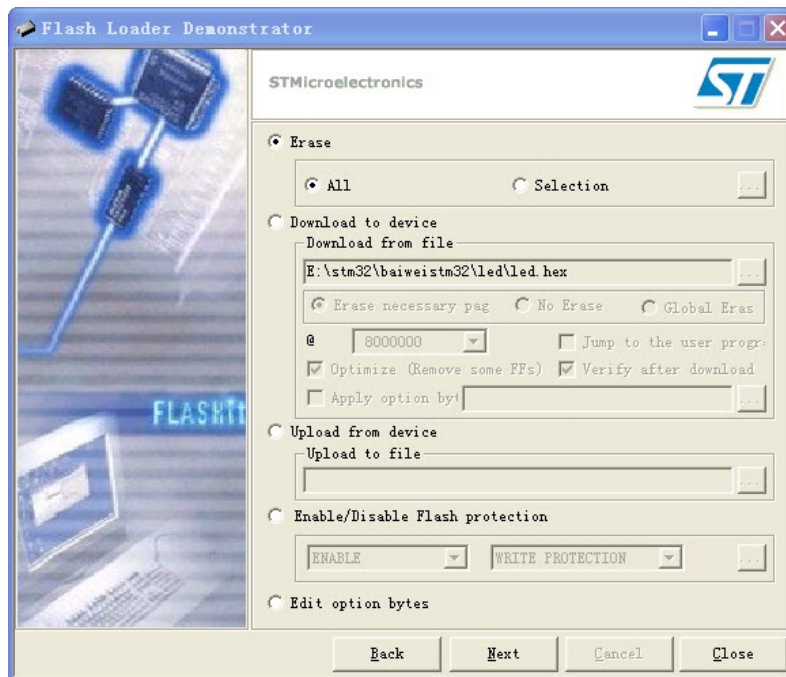 Flash Loader Demonstrator
STMicroelectronics
ST
Erase
All Selection ...
Download to device
Download from file
E:\stm32\baiweistm32\led\led.hex ...
Erase necessary pag No Erase Global Eras
@ 8000000 Jump to the user progr
Optimize (Remove some FFs) Verify after download
Apply option byt ...
FLASHit
Upload from device
Upload to file
...
Enable/Disable Flash protection
ENABLE WRITE PROTECTION ...
Edit option bytes
Back Next Cancel Close